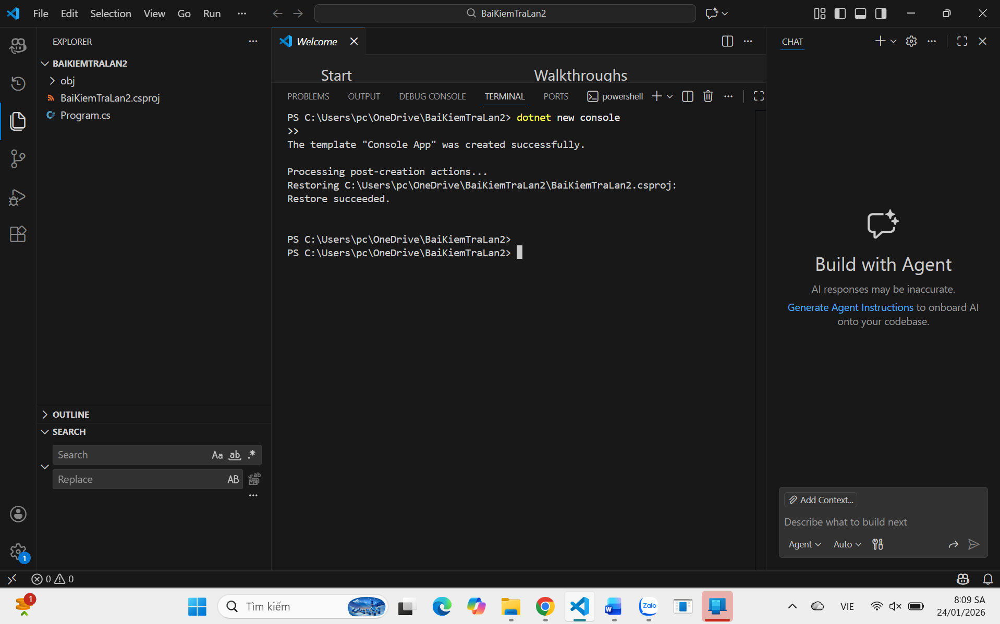 File Edit Selection View Go Run ···
BaiKiemTraLan2
EXPLORER
BAIKIEMTRALAN2
obj
BaiKiemTraLan2.csproj
C# Program.cs
OUTLINE
SEARCH
Search Aa ab .*
Replace AB
1
Welcome
Start
Walkthroughs
PROBLEMS OUTPUT DEBUG CONSOLE TERMINAL PORTS powershell
PS C:\Users\pc\OneDrive\BaiKiemTraLan2> dotnet new console
>>
The template "Console App" was created successfully.
Processing post-creation actions...
Restoring C:\Users\pc\OneDrive\BaiKiemTraLan2\BaiKiemTraLan2.csproj:
Restore succeeded.
PS C:\Users\pc\OneDrive\BaiKiemTraLan2>
PS C:\Users\pc\OneDrive\BaiKiemTraLan2>
CHAT
Build with Agent
AI responses may be inaccurate.
Generate Agent Instructions to onboard AI
onto your codebase.
Add Context...
Describe what to build next
Agent Auto
0 0
1
Tìm kiếm
Zalo
VIE
8:09 SA
24/01/2026